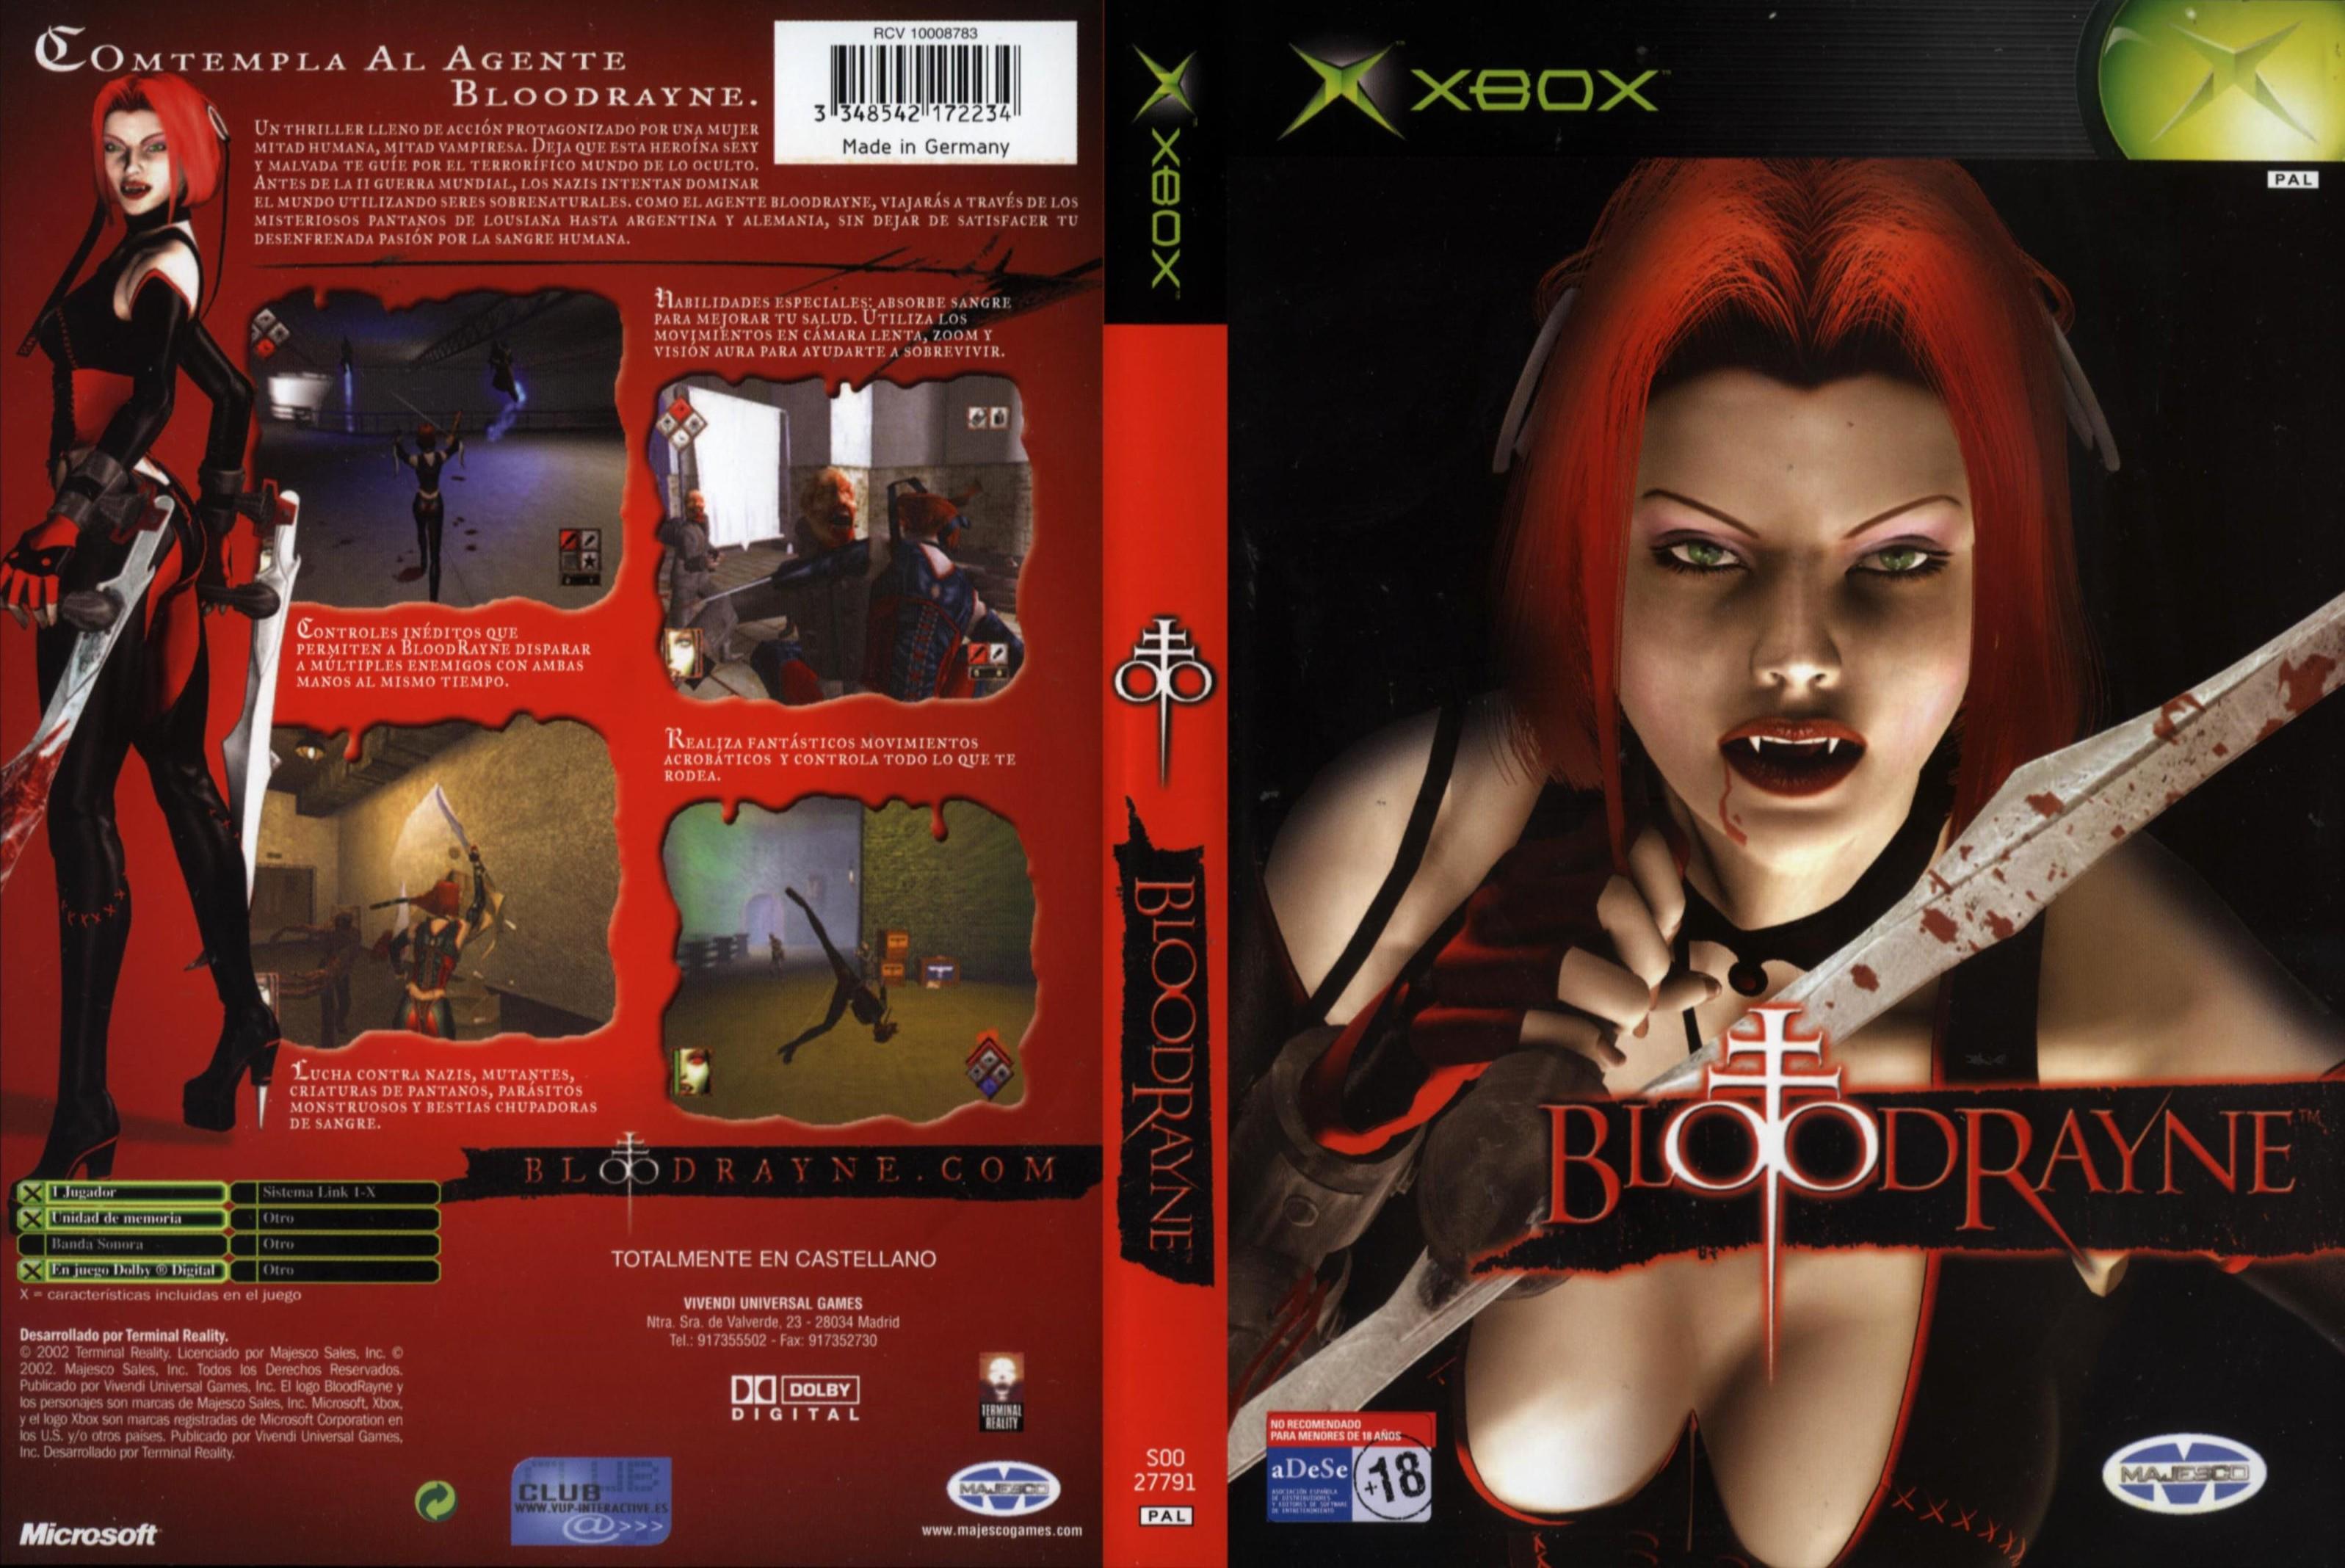 COMTEMPLA AL AGENTE
BLOODRAYNE.
UN THRILLER LLENO DE ACCIÓN PROTAGONIZADO POR UNA MUJER
MITAD HUMANA, MITAD VAMPIRESA. DEJA QUE ESTA HEROÍNA SEXY
Y MALVADA TE GUÍE POR EL TERRORÍFICO MUNDO DE LO OCULTO.
ANTES DE LA II GUERRA MUNDIAL, LOS NAZIS INTENTAN DOMINAR
EL MUNDO UTILIZANDO SERES SOBRENATURALES. COMO EL AGENTE BLOODRAYNE, VIAJARÁS A TRAVÉS DE LOS
MISTERIOSOS PANTANOS DE LOUSIANA HASTA ARGENTINA Y ALEMANIA, SIN DEJAR DE SATISFACER TU
DESENFRENADA PASIÓN POR LA SANGRE HUMANA.
RCV 10008783
3 348542 172234
Made in Germany
HABILIDADES ESPECIALES: ABSORBE SANGRE
PARA MEJORAR TU SALUD. UTILIZA LOS
MOVIMIENTOS EN CÁMARA LENTA, ZOOM Y
VISIÓN AURA PARA AYUDARTE A SOBREVIVIR.
CONTROLES INÉDITOS QUE
PERMITEN A BLOODRAYNE DISPARAR
A MÚLTIPLES ENEMIGOS CON AMBAS
MANOS AL MISMO TIEMPO.
REALIZA FANTÁSTICOS MOVIMIENTOS
ACROBÁTICOS Y CONTROLA TODO LO QUE TE
RODEA.
LUCHA CONTRA NAZIS, MUTANTES,
CRIATURAS DE PANTANOS, PARÁSITOS
MONSTRUOSOS Y BESTIAS CHUPADORAS
DE SANGRE.
BLOODRAYNE.COM
1 Jugador
Sistema Link 1-X
Unidad de memoria
Otro
Banda Sonora
Otro
En juego Dolby ® Digital
Otro
X = características incluidas en el juego
TOTALMENTE EN CASTELLANO
VIVENDI UNIVERSAL GAMES
Ntra. Sra. de Valverde, 23 - 28034 Madrid
Tel.: 917355502 - Fax: 917352730
Desarrollado por Terminal Reality.
© 2002 Terminal Reality. Licenciado por Majesco Sales, Inc. ©
2002. Majesco Sales, Inc. Todos los Derechos Reservados.
Publicado por Vivendi Universal Games, Inc. El logo BloodRayne y
los personajes son marcas de Majesco Sales, Inc. Microsoft, Xbox,
y el logo Xbox son marcas registradas de Microsoft Corporation en
los U.S. y/o otros países. Publicado por Vivendi Universal Games,
Inc. Desarrollado por Terminal Reality.
DOLBY
DIGITAL
TERMINAL
REALITY
Microsoft
CLUB
WWW.VUP-INTERACTIVE.ES
@>>>
MAJESCO
www.majescogames.com
XBOX™
BLOODRAYNE
S00
27791
PAL
XBOX™
PAL
BLOODRAYNE™
NO RECOMENDADO
PARA MENORES DE 18 AÑOS
aDeSe
+18
ASOCIACIÓN ESPAÑOLA
DE DISTRIBUIDORES
Y EDITORES DE SOFTWARE
DE ENTRETENIMIENTO
MAJESCO